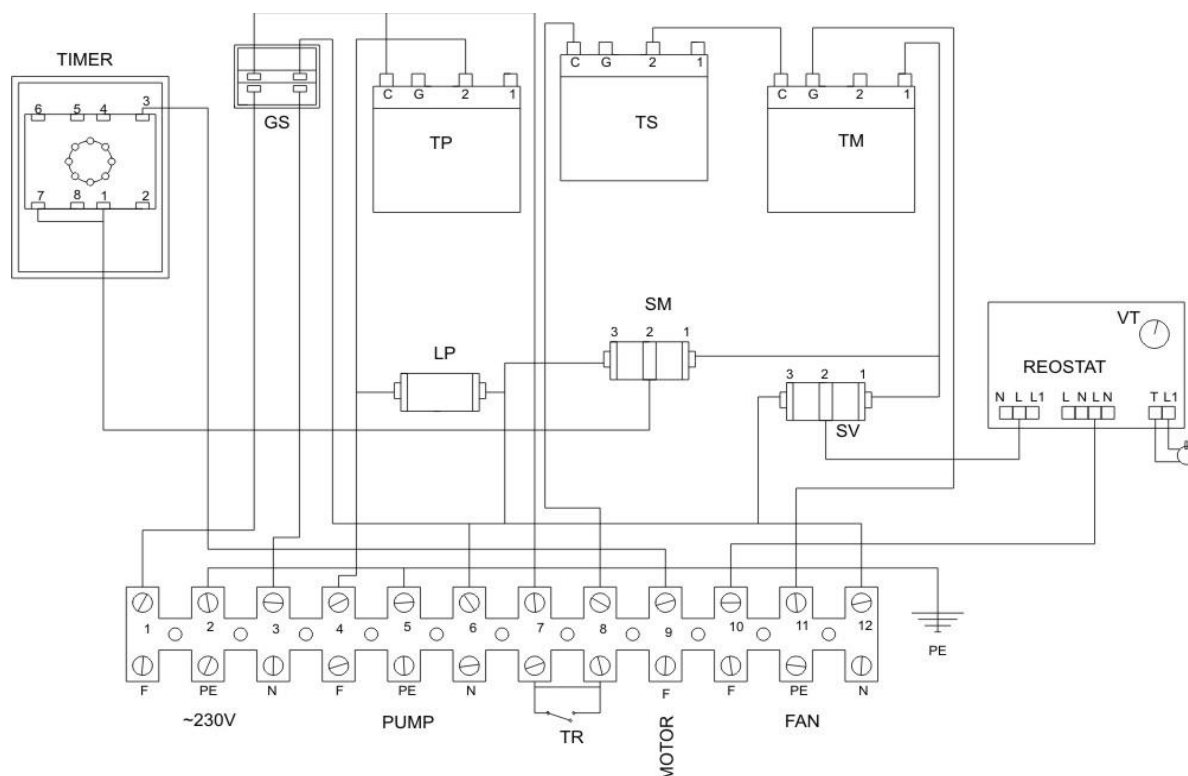 TIMER
6 5 4 3
7 8 1 2
GS
C G 2 1
TP
C G 2 1
TS
C G 2 1
TM
SM
3 2 1
LP
3 2 1
SV
VT
REOSTAT
N L L1 L N L N T L1
1 2 3 4 5 6 7 8 9 10 11 12
PE
F PE N F PE N F F PE N
~230V PUMP TR MOTOR FAN